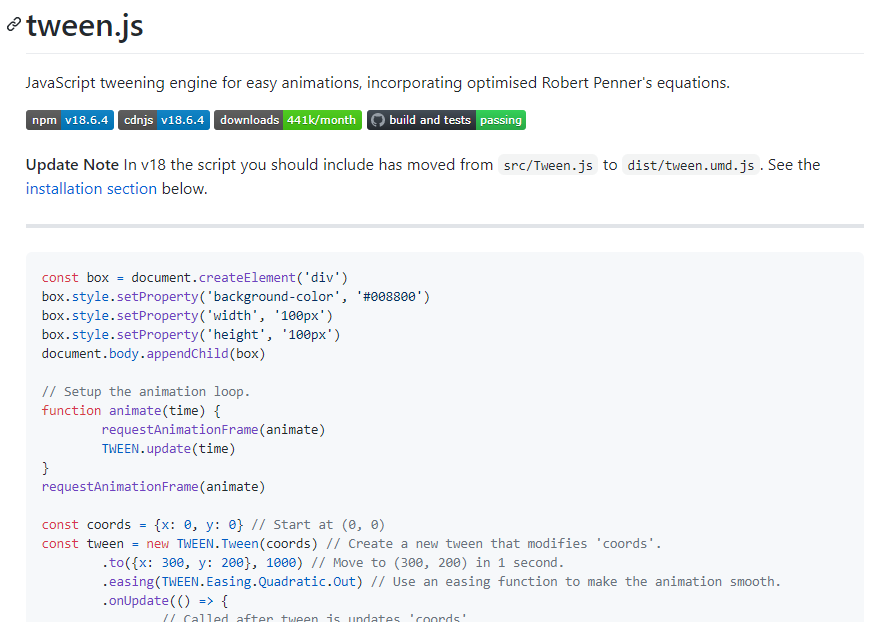 tween.js
JavaScript tweening engine for easy animations, incorporating optimised Robert Penner's equations.
npm v18.6.4 cdnjs v18.6.4 downloads 441k/month build and tests passing
Update Note In v18 the script you should include has moved from src/Tween.js to dist/tween.umd.js. See the
installation section below.
const box = document.createElement('div')
box.style.setProperty('background-color', '#008800')
box.style.setProperty('width', '100px')
box.style.setProperty('height', '100px')
document.body.appendChild(box)
// Setup the animation loop.
function animate(time) {
requestAnimationFrame(animate)
TWEEN.update(time)
}
requestAnimationFrame(animate)
const coords = {x: 0, y: 0} // Start at (0, 0)
const tween = new TWEEN.Tween(coords) // Create a new tween that modifies 'coords'.
.to({x: 300, y: 200}, 1000) // Move to (300, 200) in 1 second.
.easing(TWEEN.Easing.Quadratic.Out) // Use an easing function to make the animation smooth.
.onUpdate(() => {
// Called after tween.js updates 'coords'.